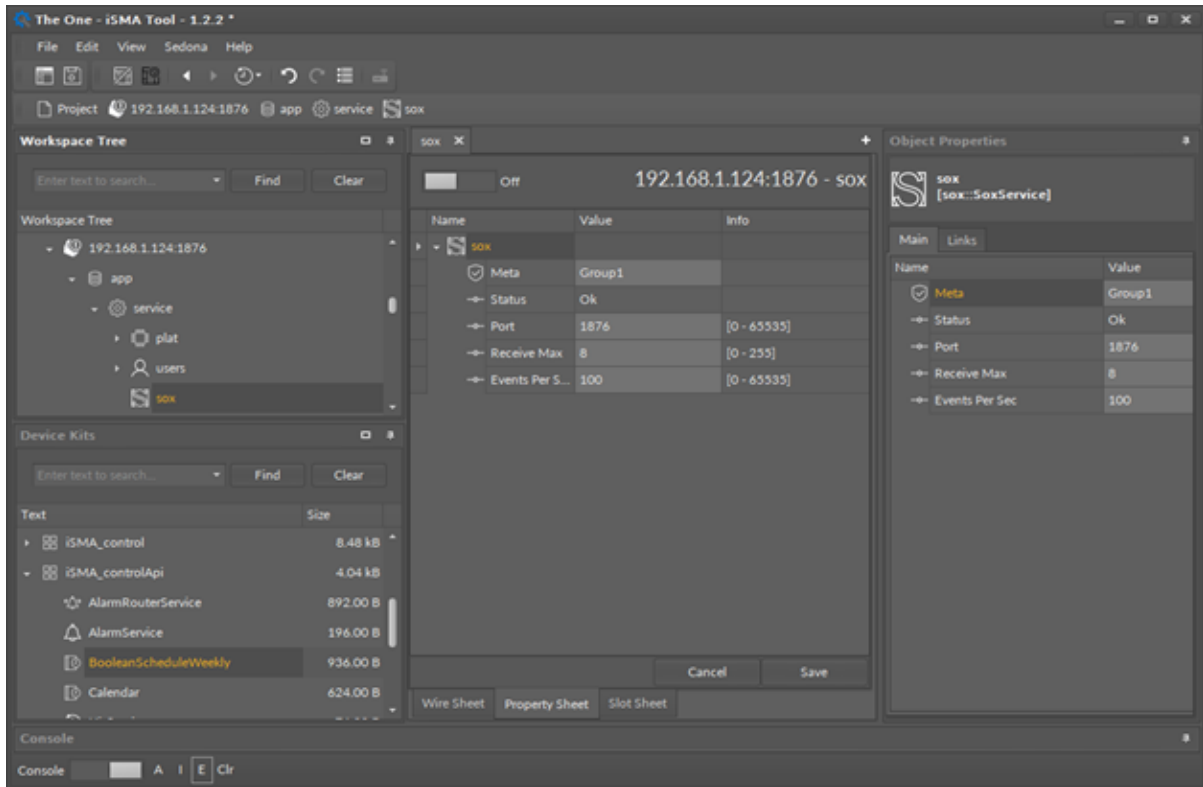 The One - iSMA Tool - 1.2.2 *
File Edit View Sedona Help
Project 192.168.1.124:1876 app service sox
Workspace Tree
Enter text to search... Find Clear
Workspace Tree
192.168.1.124:1876
app
service
plat
users
sox
Device Kits
Enter text to search... Find Clear
Text Size
iSMA_control 8.48 kB
iSMA_controlApi 4.04 kB
AlarmRouterService 892.00 B
AlarmService 196.00 B
BooleanScheduleWeekly 936.00 B
Calendar 624.00 B
sox
Off 192.168.1.124:1876 - sox
Name Value Info
sox
Meta Group1
Status Ok
Port 1876 [0 - 65535]
Receive Max 8 [0 - 255]
Events Per S... 100 [0 - 65535]
Cancel Save
Wire Sheet Property Sheet Slot Sheet
Object Properties
sox
[sox::SoxService]
Main Links
Name Value
Meta Group1
Status Ok
Port 1876
Receive Max 8
Events Per Sec 100
Console
Console A I E Clr